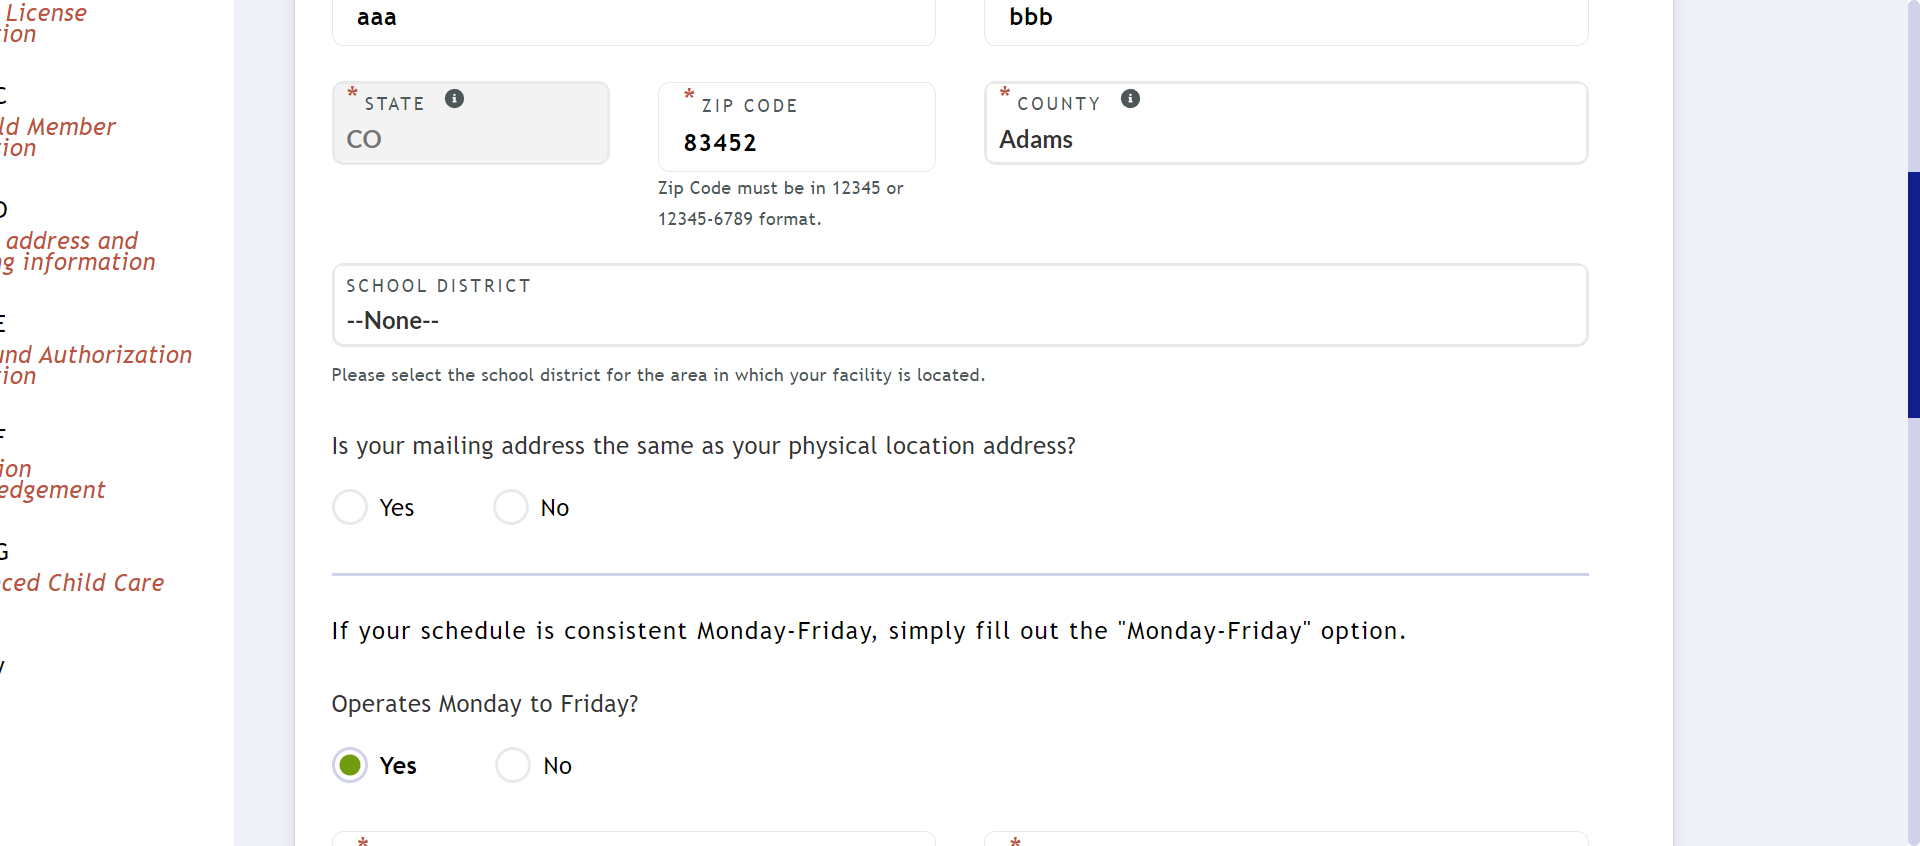 License
ion
aaa
bbb
C
ld Member
ion
* STATE
CO
* ZIP CODE
83452
Zip Code must be in 12345 or
12345-6789 format.
* COUNTY
Adams
D
address and
g information
SCHOOL DISTRICT
--None--
Please select the school district for the area in which your facility is located.
E
und Authorization
ion
Is your mailing address the same as your physical location address?
F
ion
edgement
Yes
No
G
ced Child Care
If your schedule is consistent Monday-Friday, simply fill out the "Monday-Friday" option.
Operates Monday to Friday?
Yes
No
*
*